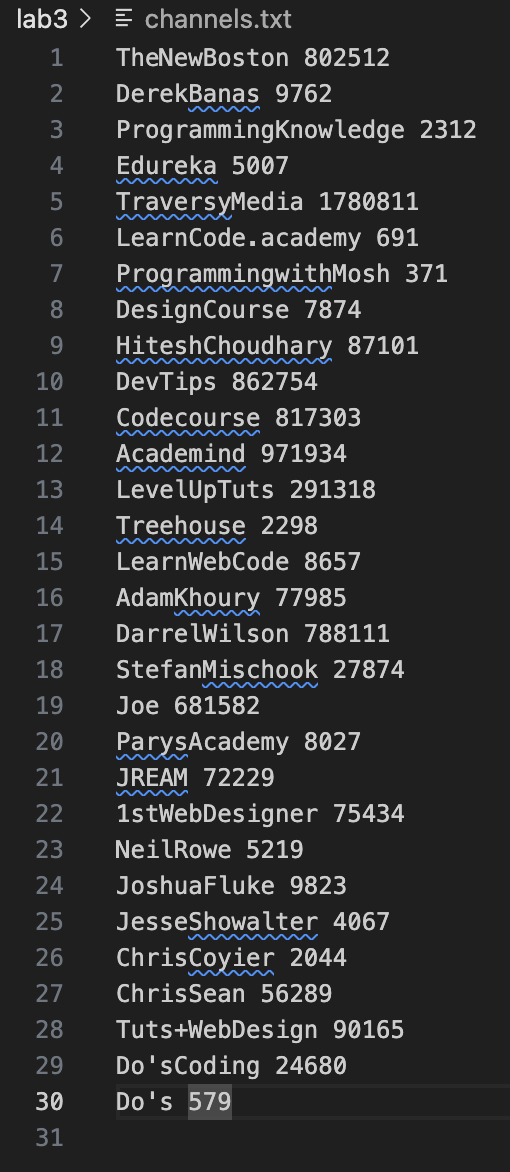 lab3 > channels.txt
1 TheNewBoston 802512
2 DerekBanas 9762
3 ProgrammingKnowledge 2312
4 Edureka 5007
5 TraversyMedia 1780811
6 LearnCode.academy 691
7 ProgrammingwithMosh 371
8 DesignCourse 7874
9 HiteshChoudhary 87101
10 DevTips 862754
11 Codecourse 817303
12 Academind 971934
13 LevelUpTuts 291318
14 Treehouse 2298
15 LearnWebCode 8657
16 AdamKhoury 77985
17 DarrelWilson 788111
18 StefanMischook 27874
19 Joe 681582
20 ParysAcademy 8027
21 JREAM 72229
22 1stWebDesigner 75434
23 NeilRowe 5219
24 JoshuaFluke 9823
25 JesseShowalter 4067
26 ChrisCoyier 2044
27 ChrisSean 56289
28 Tuts+WebDesign 90165
29 Do'sCoding 24680
30 Do's 579
31